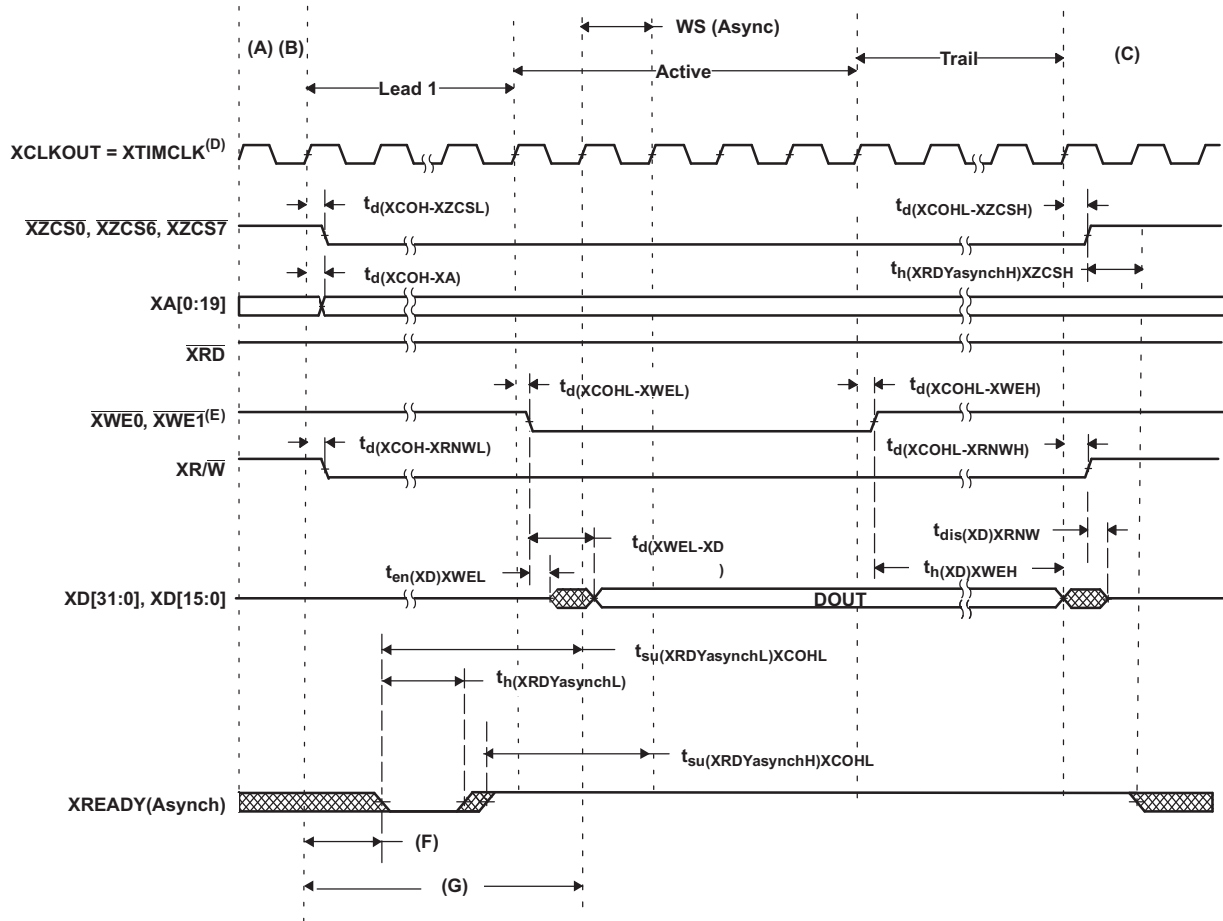 WS (Async)
(A) (B)
Trail
(C)
Active
Lead 1
XCLKOUT = XTIMCLK(D)
td(XCOH-XZCSL)
td(XCOHL-XZCSH)
XZCS0, XZCS6, XZCS7
td(XCOH-XA)
th(XRDYasynchH)XZCSH
XA[0:19]
XRD
td(XCOHL-XWEL)
td(XCOHL-XWEH)
XWE0, XWE1(E)
td(XCOH-XRNWL)
td(XCOHL-XRNWH)
XR/W
tdis(XD)XRNW
td(XWEL-XD
)
ten(XD)XWEL
th(XD)XWEH
XD[31:0], XD[15:0]
DOUT
tsu(XRDYasynchL)XCOHL
th(XRDYasynchL)
tsu(XRDYasynchH)XCOHL
XREADY(Asynch)
(F)
(G)